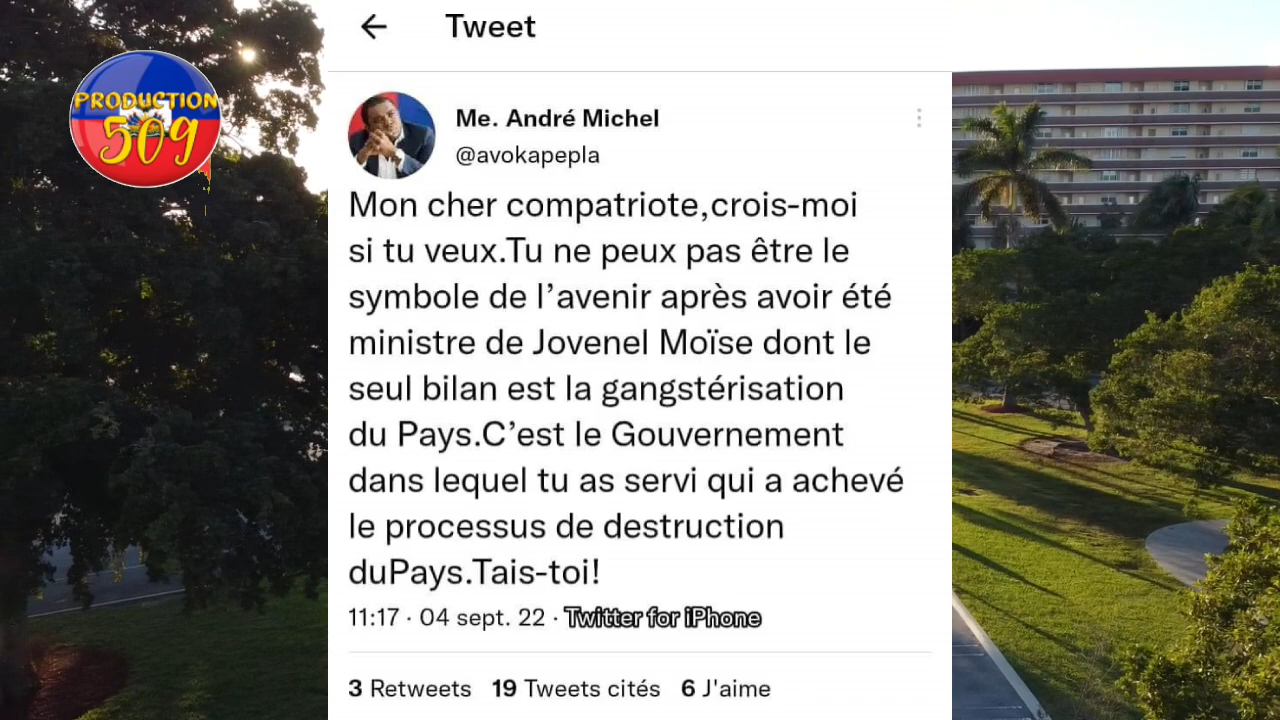 PRODUCTION
509
Tweet
Me. André Michel
@avokapepla
Mon cher compatriote,crois-moi
si tu veux.Tu ne peux pas être le
symbole de l’avenir après avoir été
ministre de Jovenel Moïse dont le
seul bilan est la gangstérisation
du Pays.C’est le Gouvernement
dans lequel tu as servi qui a achevé
le processus de destruction
duPays.Tais-toi!
11:17 · 04 sept. 22 · Twitter for iPhone
3 Retweets 19 Tweets cités 6 J'aime